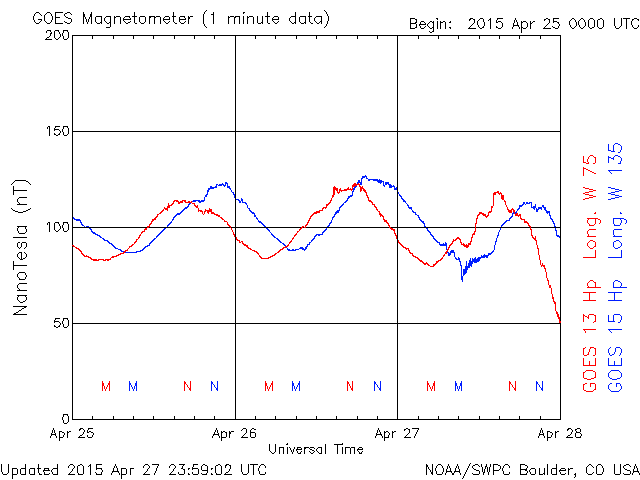 GOES Magnetometer (1 minute data)
Begin: 2015 Apr 25 0000 UTC
200
150
100
50
0
NanoTesla (nT)
M M N N M M N N M M N N
Apr 25 Apr 26 Apr 27 Apr 28
Universal Time
GOES 13 Hp Long. W 75
GOES 15 Hp Long. W 135
Updated 2015 Apr 27 23:59:02 UTC
NOAA/SWPC Boulder, CO USA